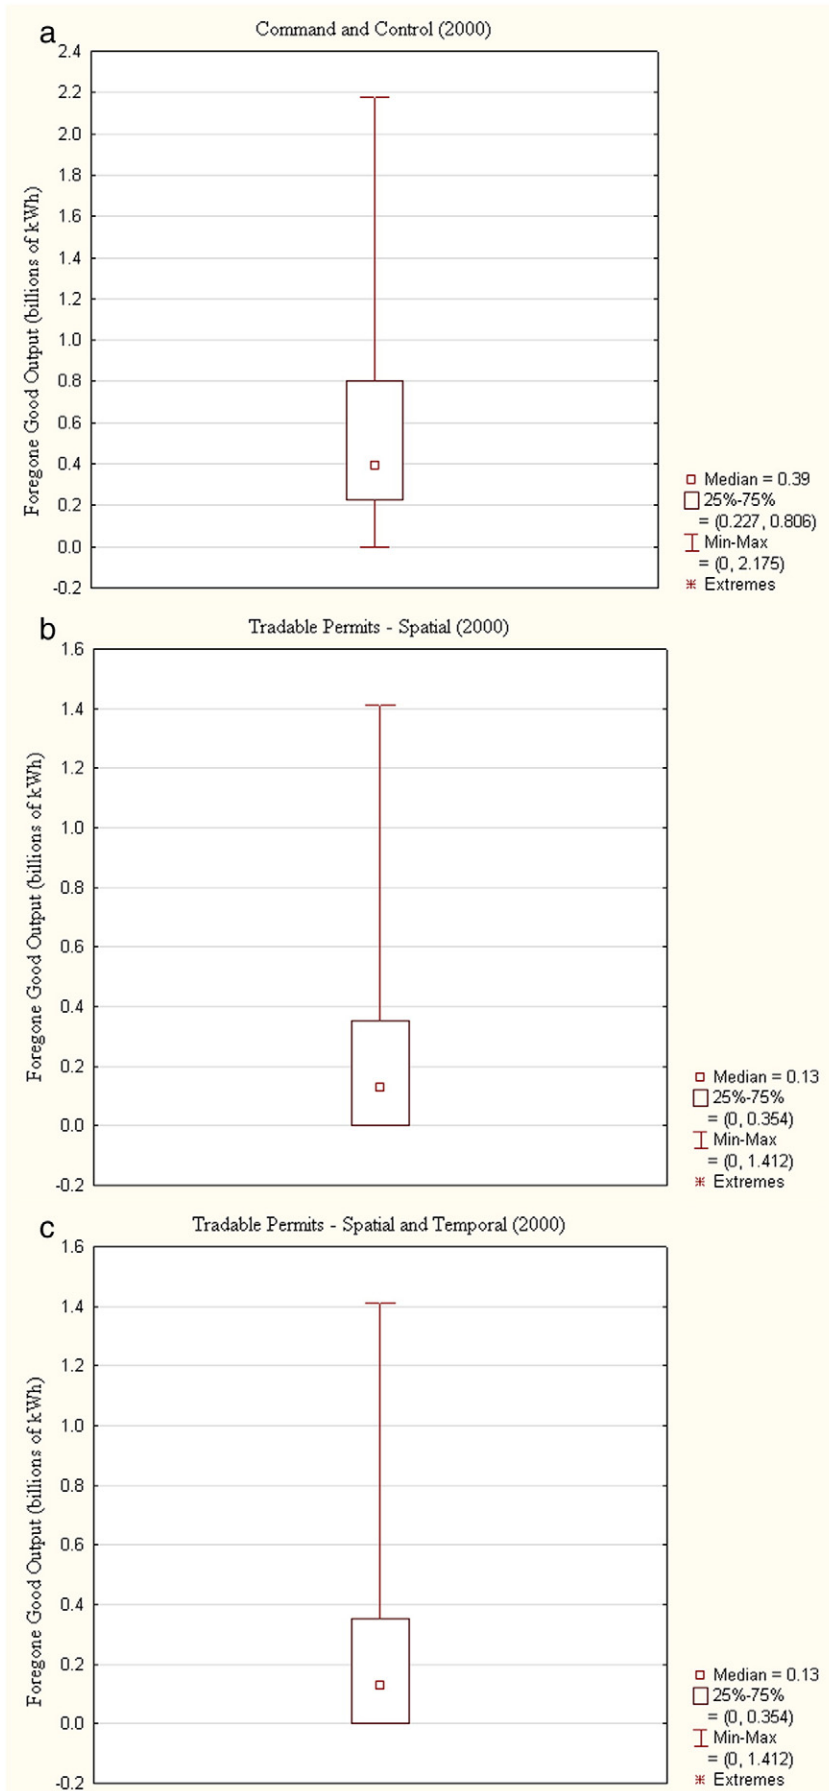 a
Command and Control (2000)
2.4
2.2
2.0
1.8
1.6
1.4
1.2
1.0
0.8
0.6
0.4
0.2
0.0
-0.2
Foregone Good Output (billions of kWh)
Median = 0.39
25%-75%
= (0.227, 0.806)
Min-Max
= (0, 2.175)
Extremes
b
Tradable Permits - Spatial (2000)
1.6
1.4
1.2
1.0
0.8
0.6
0.4
0.2
0.0
-0.2
Foregone Good Output (billions of kWh)
Median = 0.13
25%-75%
= (0, 0.354)
Min-Max
= (0, 1.412)
Extremes
c
Tradable Permits - Spatial and Temporal (2000)
1.6
1.4
1.2
1.0
0.8
0.6
0.4
0.2
0.0
-0.2
Foregone Good Output (billions of kWh)
Median = 0.13
25%-75%
= (0, 0.354)
Min-Max
= (0, 1.412)
Extremes